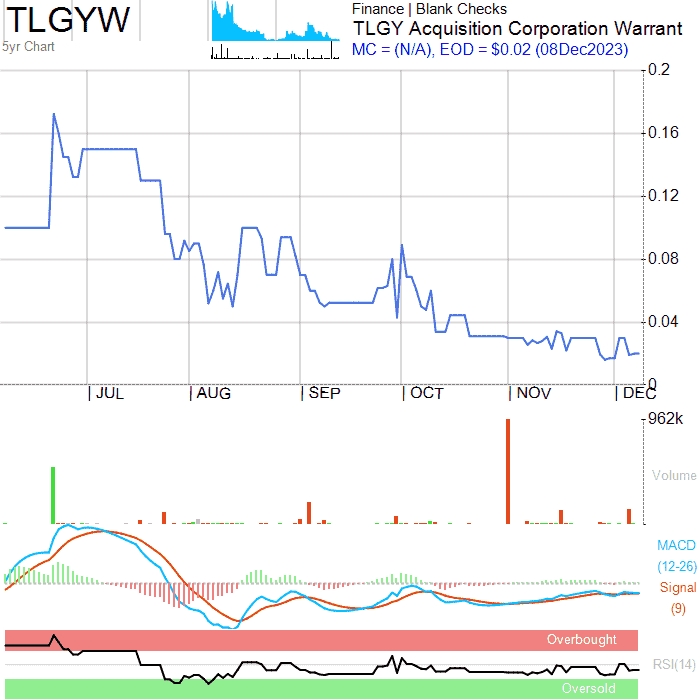 TLGYW
5yr Chart
Finance | Blank Checks
TLGY Acquisition Corporation Warrant
MC = (N/A), EOD = $0.02 (08Dec2023)
0.2
0.16
0.12
0.08
0.04
0
JUL AUG SEP OCT NOV DEC
962k
Volume
MACD
(12-26)
Signal
(9)
Overbought
RSI(14)
Oversold